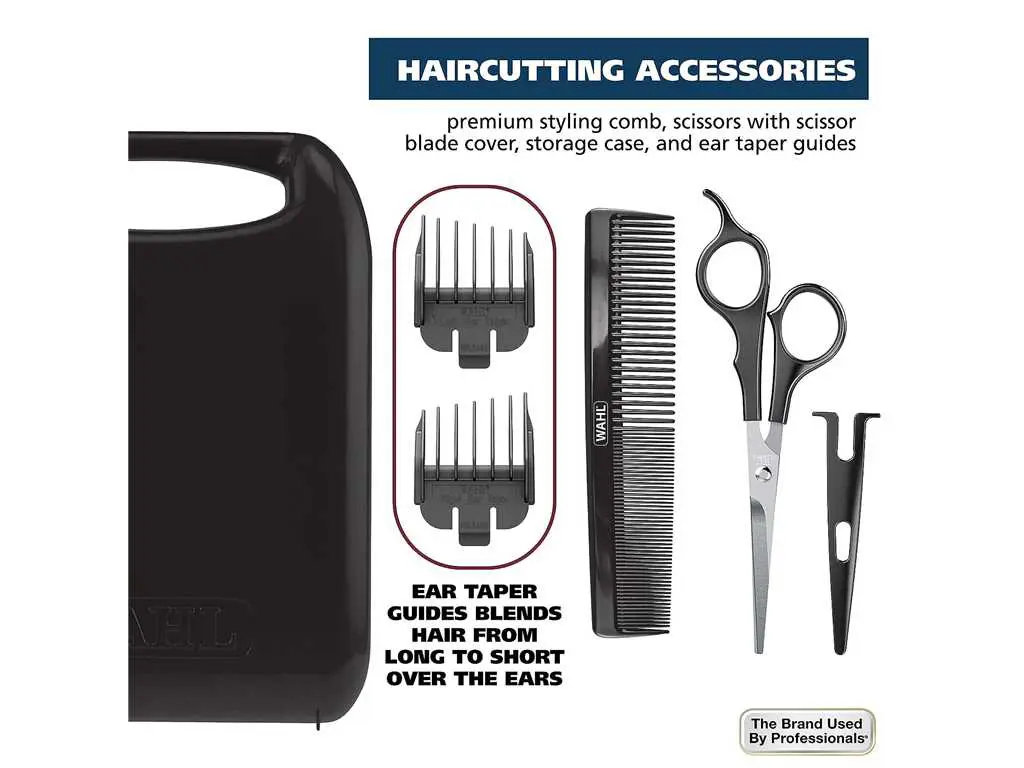 HAIRCUTTING ACCESSORIES
premium styling comb, scissors with scissor
blade cover, storage case, and ear taper guides
WAHL
EAR TAPER
GUIDES BLENDS
HAIR FROM
LONG TO SHORT
OVER THE EARS
The Brand Used
By Professionals®